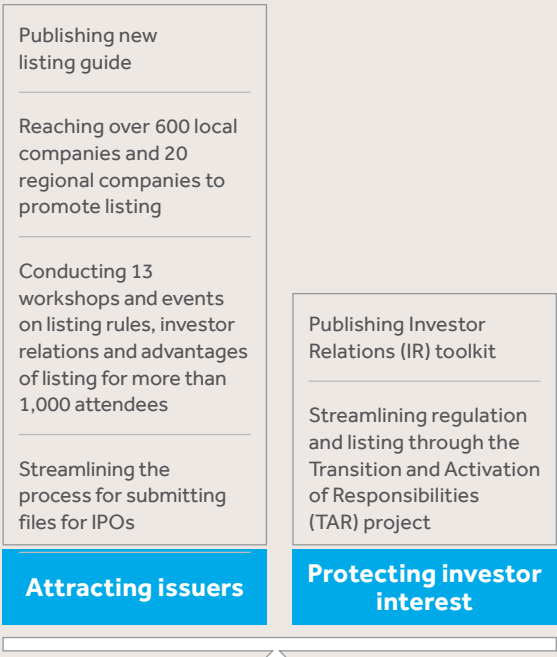 Publishing new
listing guide
Reaching over 600 local
companies and 20
regional companies to
promote listing
Conducting 13
workshops and events
on listing rules, investor
relations and advantages
of listing for more than
1,000 attendees
Streamlining the
process for submitting
files for IPOs
Attracting issuers
Publishing Investor
Relations (IR) toolkit
Streamlining regulation
and listing through the
Transition and Activation
of Responsibilities
(TAR) project
Protecting investor
interest